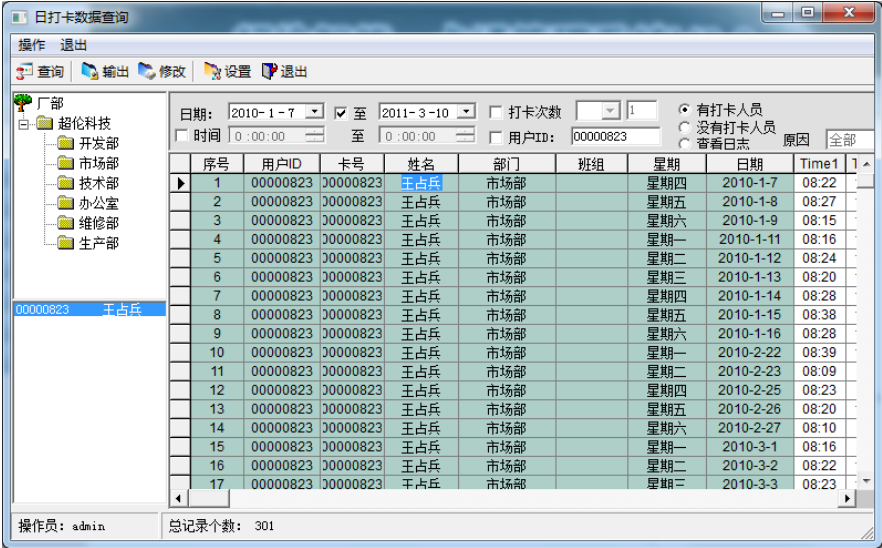 日打卡数据查询
操作 退出
查询 输出 修改 设置 退出
厂部
超伦科技
开发部
市场部
技术部
办公室
维修部
生产部
00000823 王占兵
日期: 2010- 1 - 7 至 2011- 3 -10 打卡次数 1 有打卡人员
没有打卡人员
时间 0 :00:00 至 0 :00:00 用户ID: 00000823 查看日志 原因 全部
序号 用户ID 卡号 姓名 部门 班组 星期 日期 Time1
1 00000823 00000823 王占兵 市场部 星期四 2010-1-7 08:22
2 00000823 00000823 王占兵 市场部 星期五 2010-1-8 08:27
3 00000823 00000823 王占兵 市场部 星期六 2010-1-9 08:15
4 00000823 00000823 王占兵 市场部 星期一 2010-1-11 08:16
5 00000823 00000823 王占兵 市场部 星期二 2010-1-12 08:24
6 00000823 00000823 王占兵 市场部 星期三 2010-1-13 08:20
7 00000823 00000823 王占兵 市场部 星期四 2010-1-14 08:28
8 00000823 00000823 王占兵 市场部 星期五 2010-1-15 08:38
9 00000823 00000823 王占兵 市场部 星期六 2010-1-16 08:28
10 00000823 00000823 王占兵 市场部 星期一 2010-2-22 08:39
11 00000823 00000823 王占兵 市场部 星期二 2010-2-23 08:09
12 00000823 00000823 王占兵 市场部 星期四 2010-2-25 08:23
13 00000823 00000823 王占兵 市场部 星期五 2010-2-26 08:20
14 00000823 00000823 王占兵 市场部 星期六 2010-2-27 08:10
15 00000823 00000823 王占兵 市场部 星期一 2010-3-1 08:16
16 00000823 00000823 王占兵 市场部 星期二 2010-3-2 08:22
17 00000823 00000823 王占兵 市场部 星期三 2010-3-3 08:23
操作员: admin 总记录个数: 301